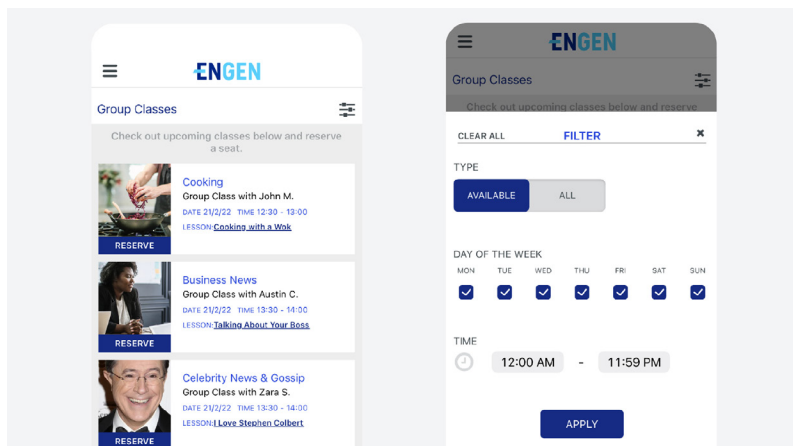 ENGEN
Group Classes
Check out upcoming classes below and reserve
a seat.
Cooking
Group Class with John M.
DATE 21/2/22 TIME 12:30 - 13:00
LESSON:Cooking with a Wok
RESERVE
Business News
Group Class with Austin C.
DATE 21/2/22 TIME 13:30 - 14:00
LESSON:Talking About Your Boss
RESERVE
Celebrity News & Gossip
Group Class with Zara S.
DATE 21/2/22 TIME 13:30 - 14:00
LESSON:I Love Stephen Colbert
RESERVE
ENGEN
Group Classes
Check out upcoming classes below and reserve
CLEAR ALL FILTER ×
TYPE
AVAILABLE ALL
DAY OF THE WEEK
MON TUE WED THU FRI SAT SUN
TIME
12:00 AM - 11:59 PM
APPLY